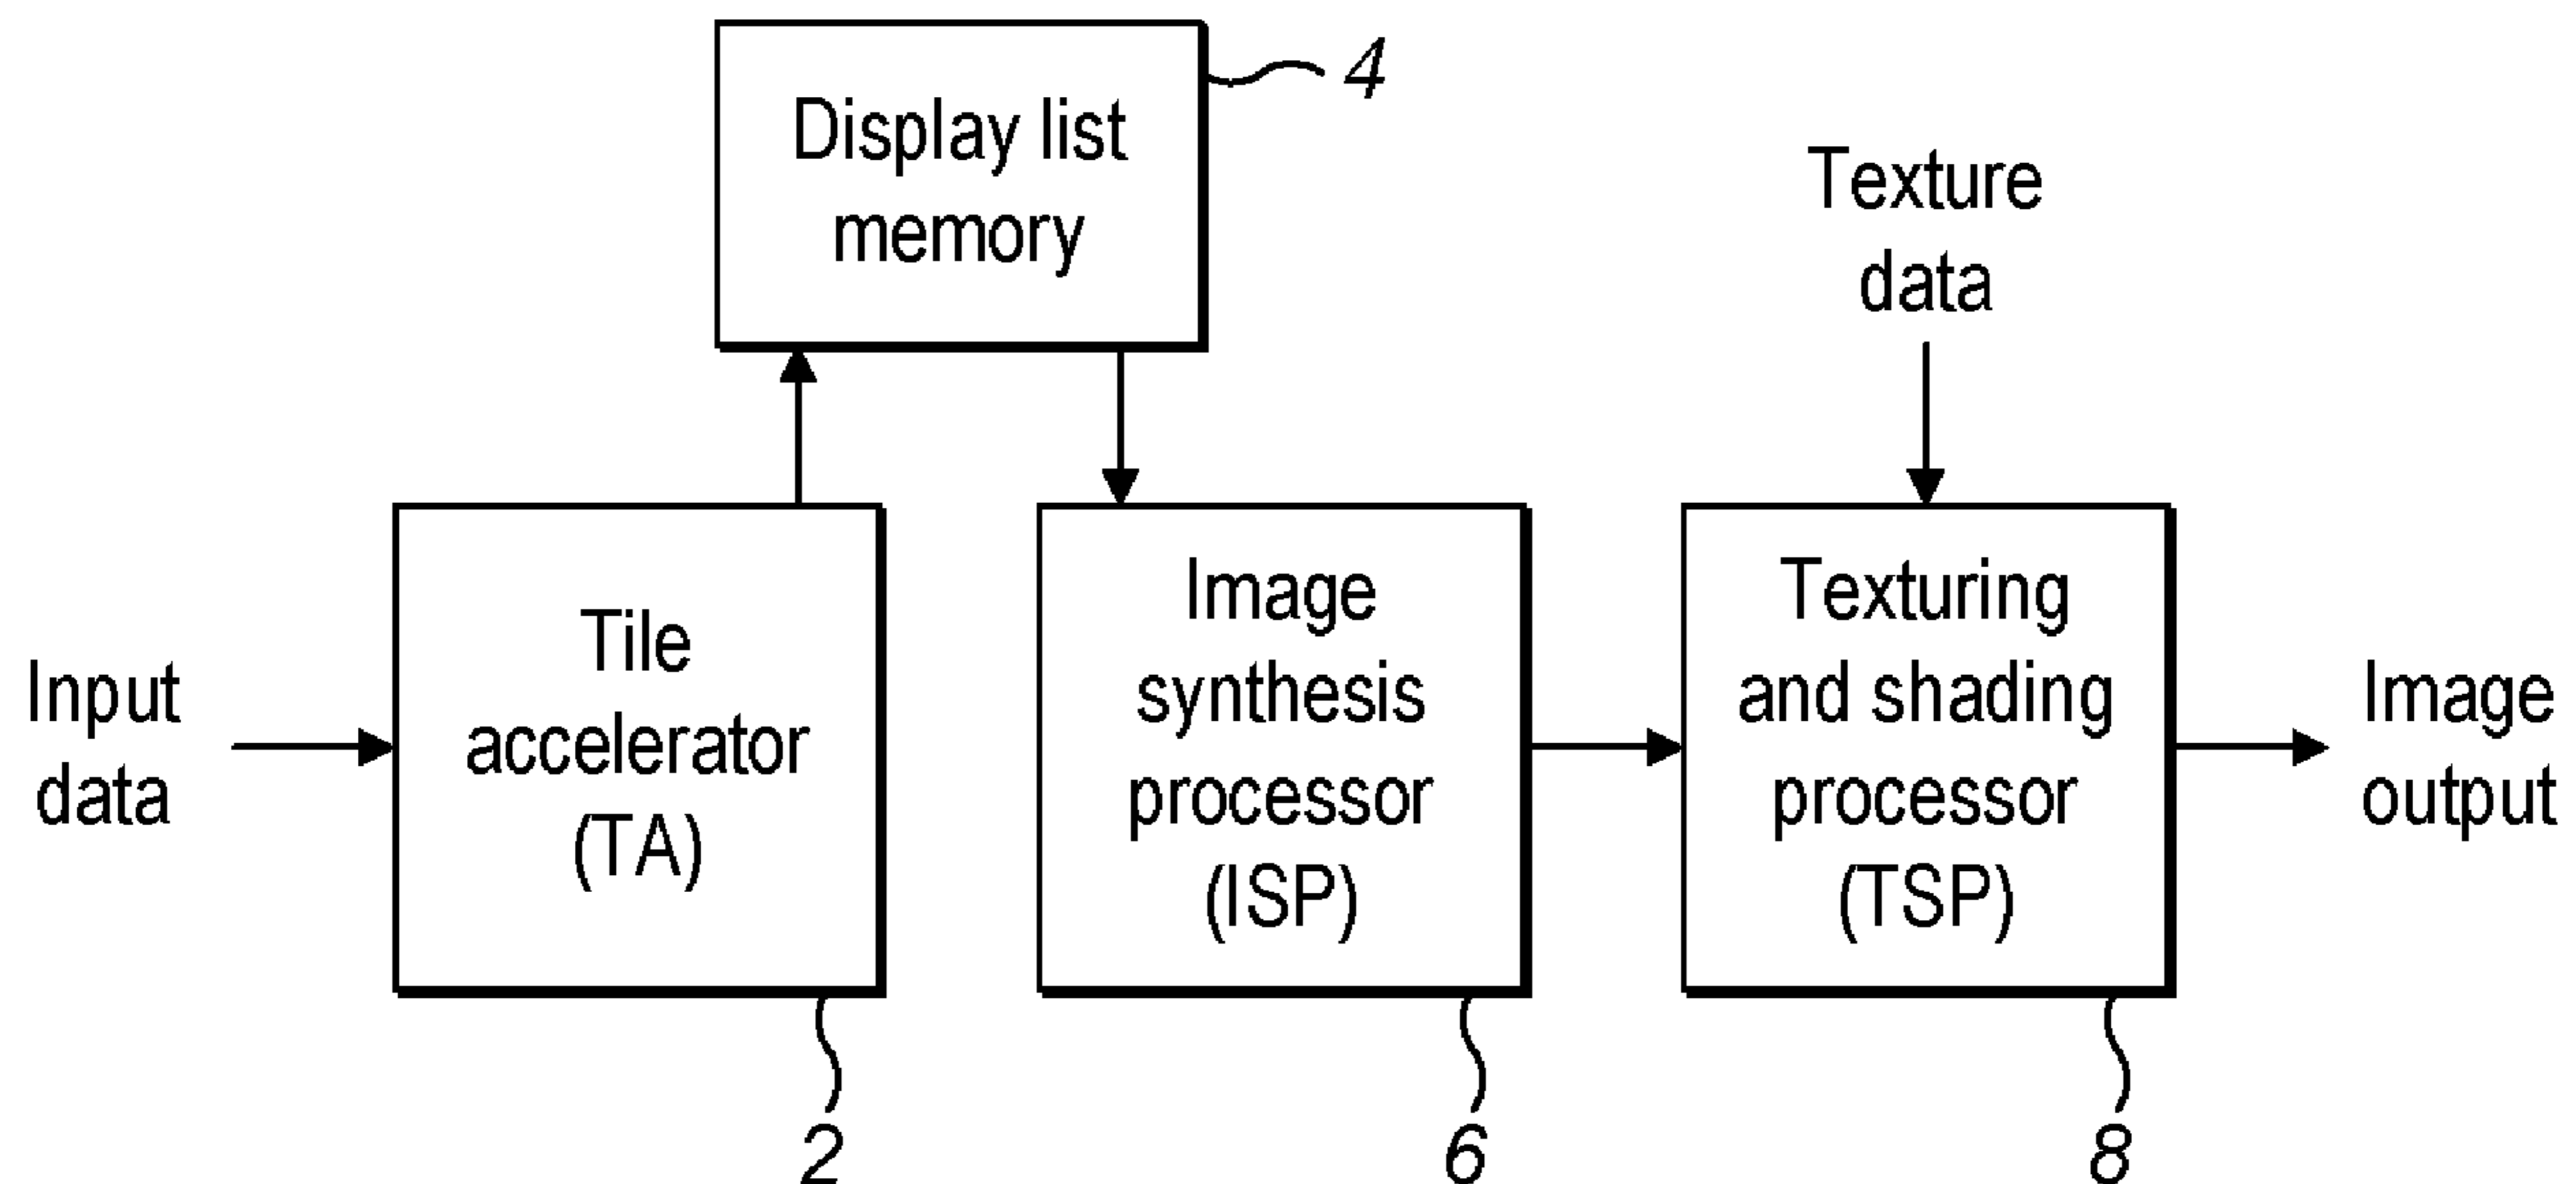 Display list
memory
4
Texture
data
Input
data
Tile
accelerator
(TA)
2
Image
synthesis
processor
(ISP)
6
Texturing
and shading
processor
(TSP)
8
Image
output